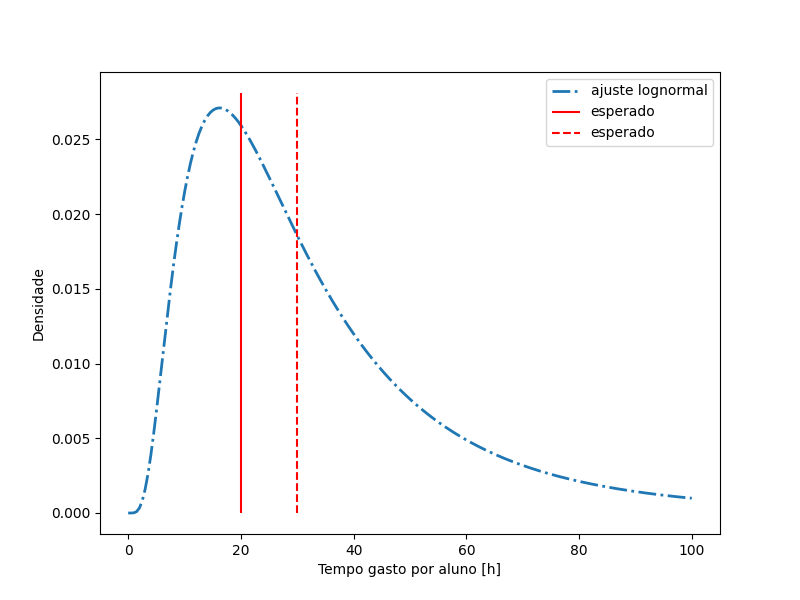 ajuste lognormal
esperado
esperado
Densidade
0.025
0.020
0.015
0.010
0.005
0.000
0 20 40 60 80 100
Tempo gasto por aluno [h]